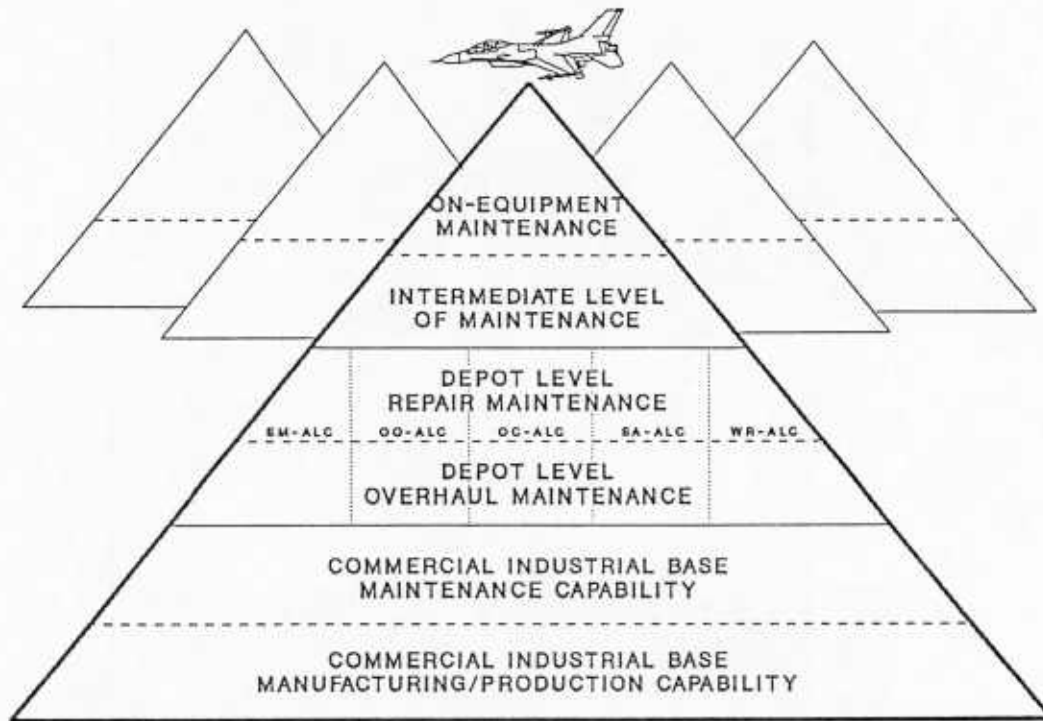 ON-EQUIPMENT
MAINTENANCE
INTERMEDIATE LEVEL
OF MAINTENANCE
DEPOT LEVEL
REPAIR MAINTENANCE
SM-ALC OO-ALC OC-ALC SA-ALC WR-ALC
DEPOT LEVEL
OVERHAUL MAINTENANCE
COMMERCIAL INDUSTRIAL BASE
MAINTENANCE CAPABILITY
COMMERCIAL INDUSTRIAL BASE
MANUFACTURING/PRODUCTION CAPABILITY